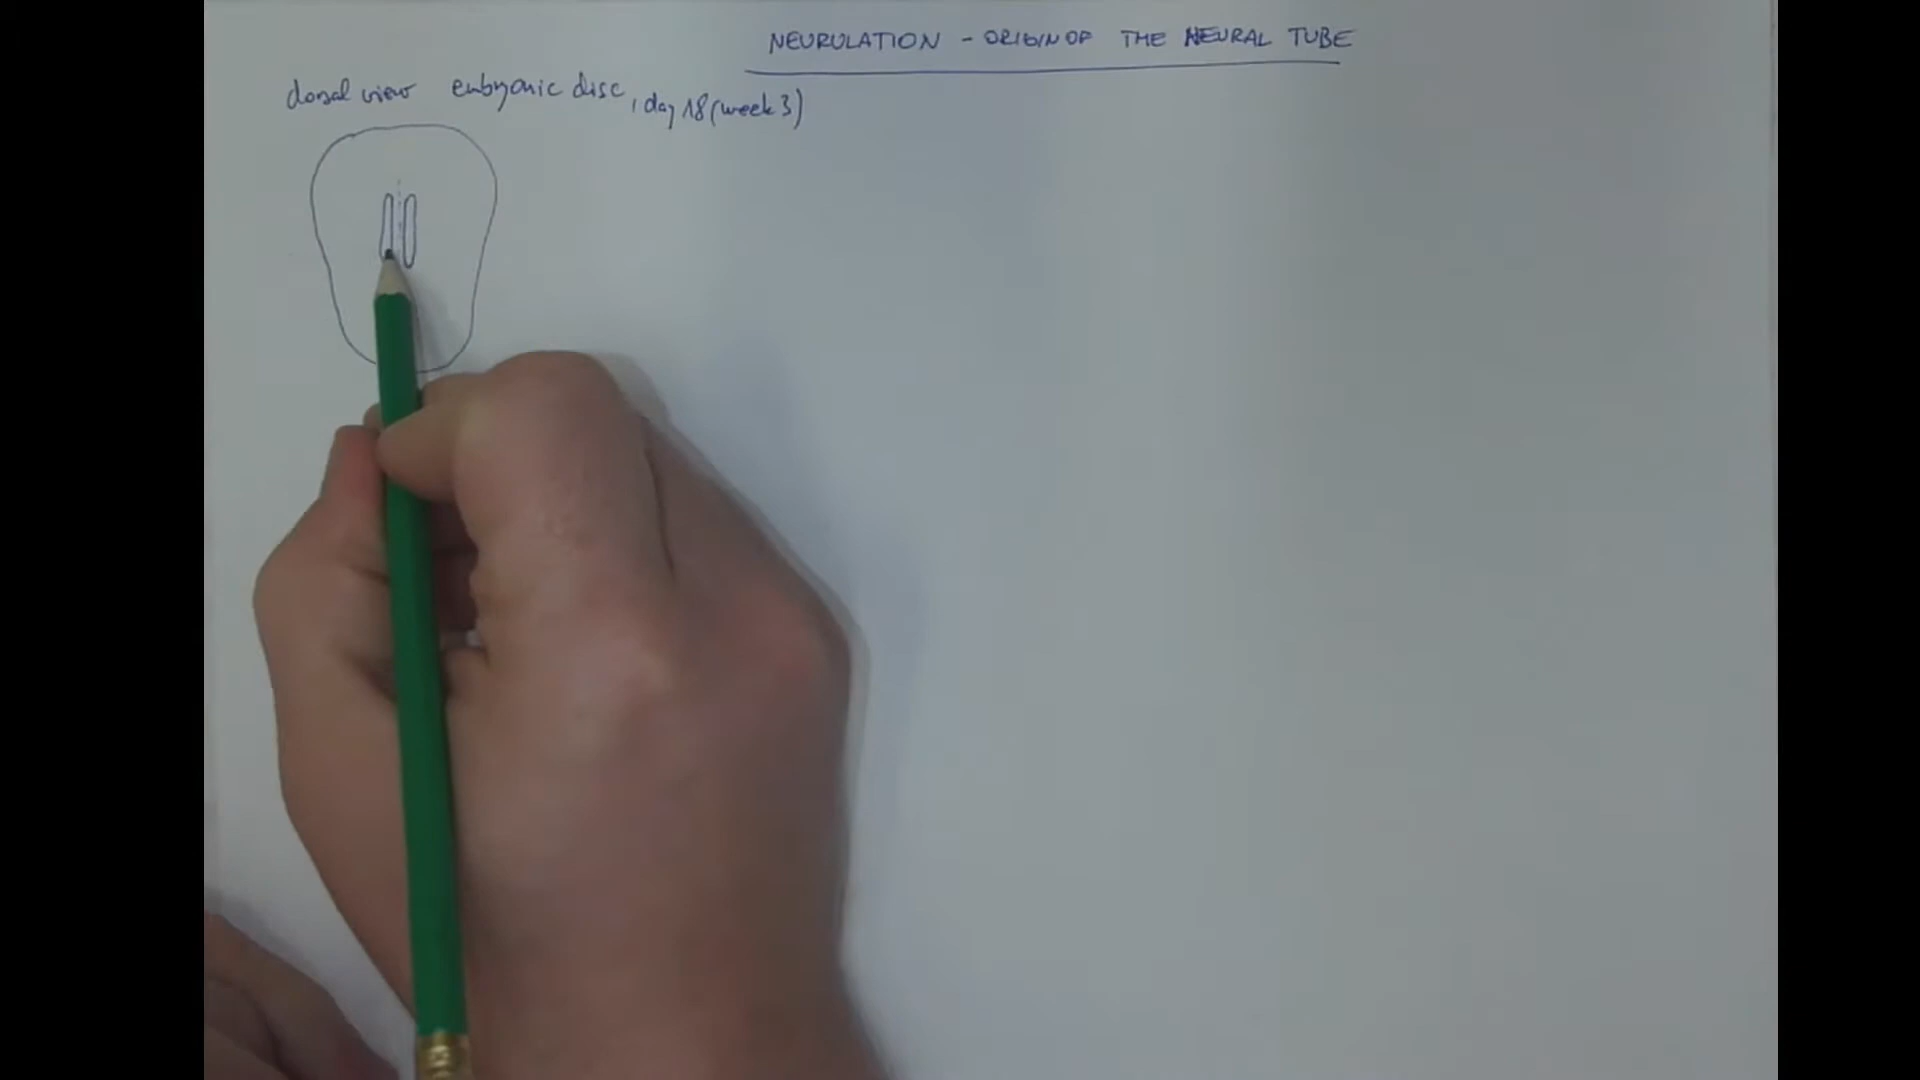 NEURULATION - ORIGIN OF THE NEURAL TUBE
dorsal view embryonic disc, day 18 (week 3)